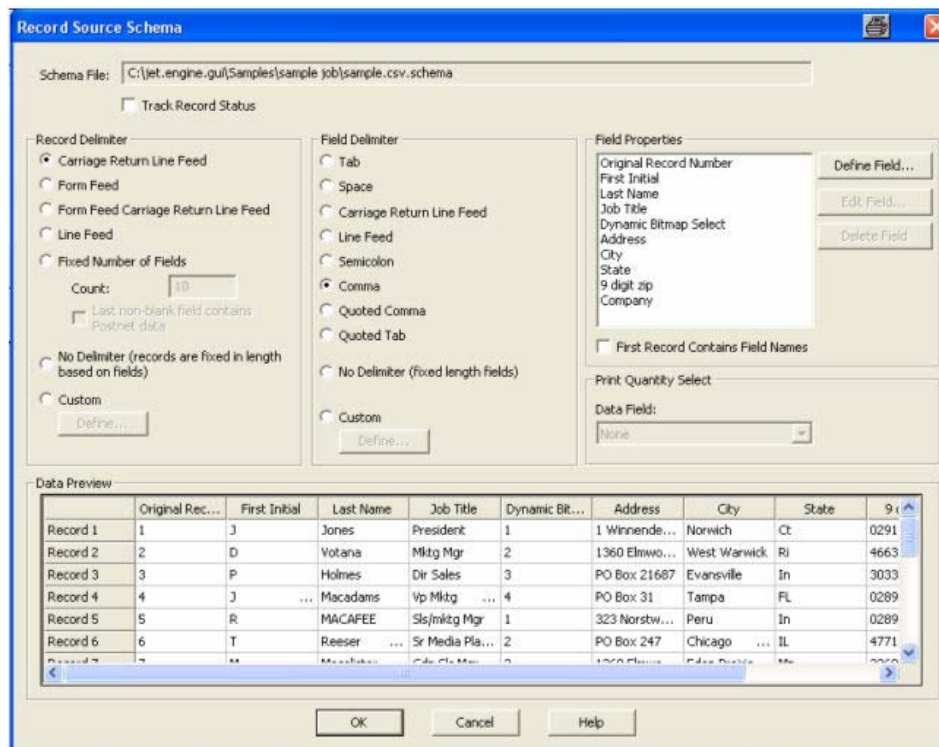 Record Source Schema
Schema File: C:\jet.engine.gui\Samples\sample job\sample.csv.schema
Track Record Status
Record Delimiter
Carriage Return Line Feed
Form Feed
Form Feed Carriage Return Line Feed
Line Feed
Fixed Number of Fields
Count: 10
Last non-blank field contains
Postnet data
No Delimiter (records are fixed in length
based on fields)
Custom
Define...
Field Delimiter
Tab
Space
Carriage Return Line Feed
Line Feed
Semicolon
Comma
Quoted Comma
Quoted Tab
No Delimiter (fixed length fields)
Custom
Define...
Field Properties
Original Record Number
First Initial
Last Name
Job Title
Dynamic Bitmap Select
Address
City
State
9 digit zip
Company
Define Field...
Edit Field...
Delete Field
First Record Contains Field Names
Print Quantity Select
Data Field:
None
Data Preview
Original Rec... First Initial Last Name Job Title Dynamic Bit... Address City State 9
Record 1 1 J Jones President 1 1 Winnende... Norwich Ct 0291
Record 2 2 D Votana Mktg Mgr 2 1360 Elmwo... West Warwick Ri 4663
Record 3 3 P Holmes Dir Sales 3 PO Box 21687 Evansville In 3033
Record 4 4 J ... Macadams Vp Mktg ... 4 PO Box 31 Tampa FL 0289
Record 5 5 R MACAFEE Sls/mktg Mgr 1 323 Norstw... Peru In 0289
Record 6 6 T Reeser ... Sr Media Pla... 2 PO Box 247 Chicago ... IL 4771
OK Cancel Help